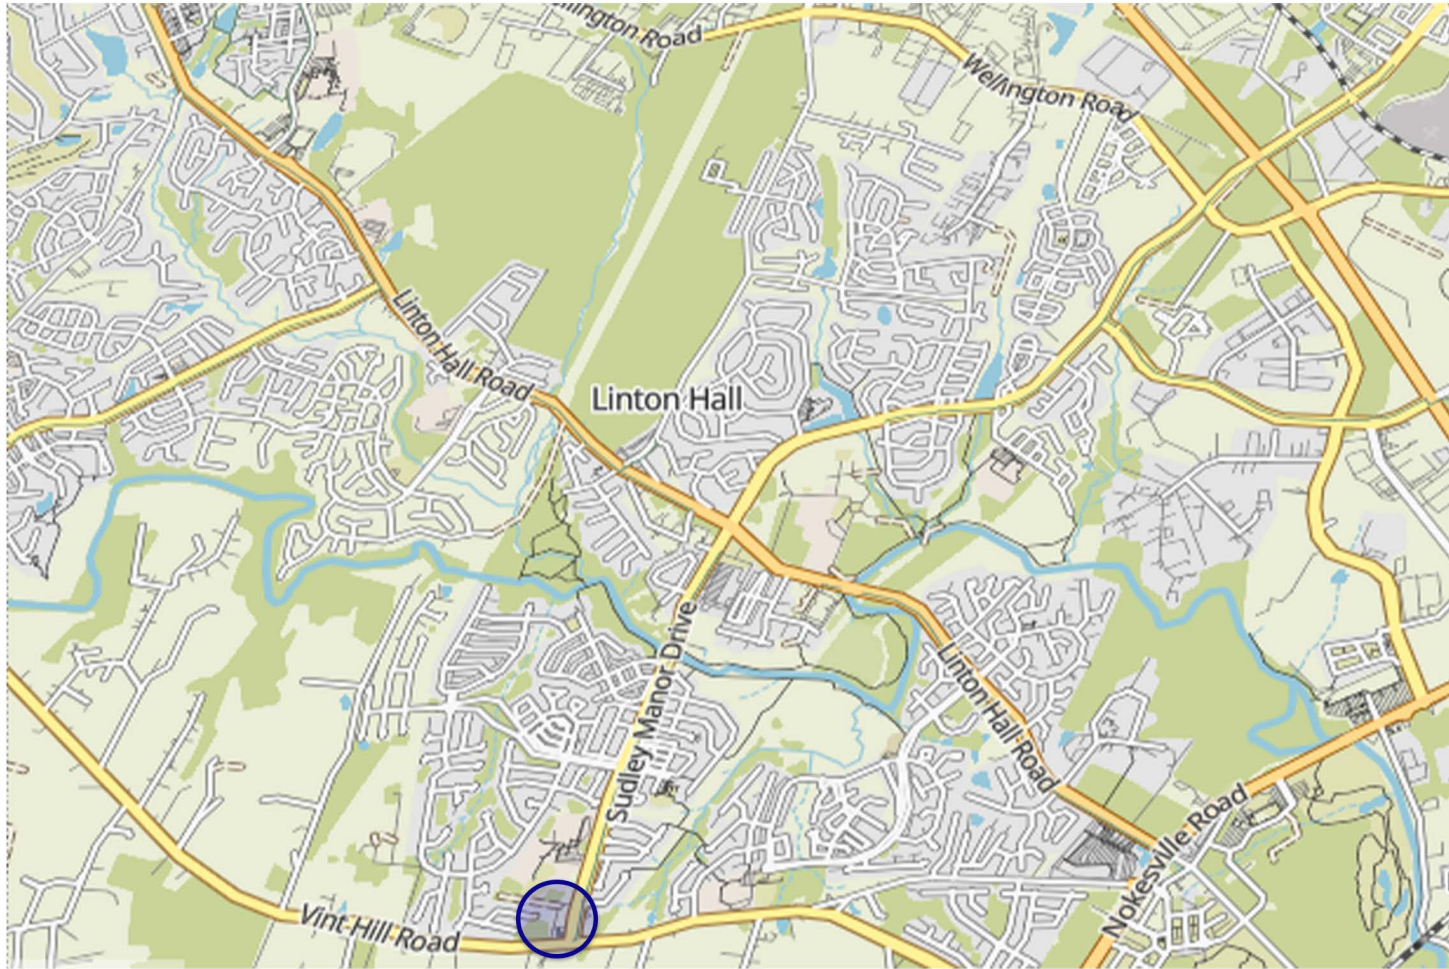 llington Road
Wellington Road
Linton Hall Road
Linton Hall
Sudley Manor Drive
Linton Hall Road
Nokesville Road
Vint Hill Road